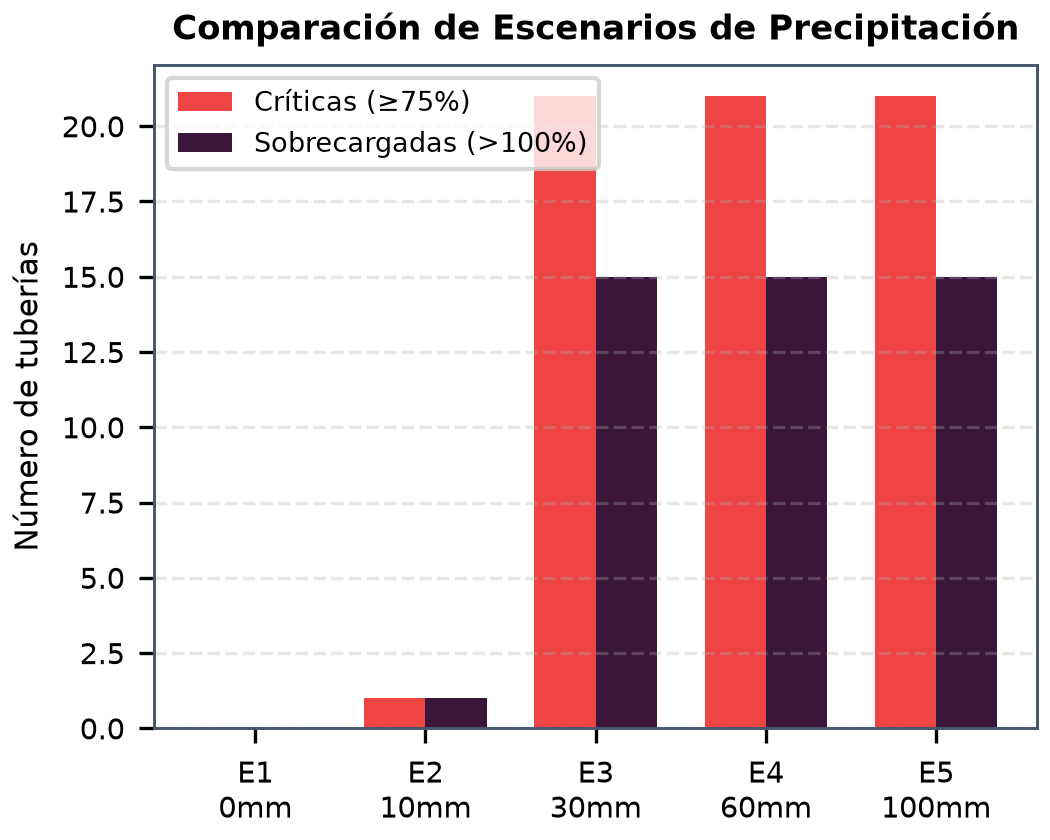 Comparación de Escenarios de Precipitación
Críticas (≥75%)
Sobrecargadas (>100%)
Número de tuberías
20.0
17.5
15.0
12.5
10.0
7.5
5.0
2.5
0.0
E1 E2 E3 E4 E5
0mm 10mm 30mm 60mm 100mm